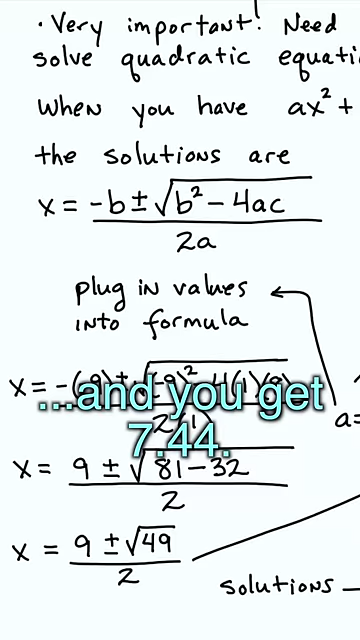 · Very important! Need
solve quadratic equati
When you have ax² +
the solutions are
x = -b ± √b² - 4ac
2a
plug in values
into formula
...and you get
7.44.
a=
x = 9 ± √81-32
2
x = 9 ± √49
2
solutions